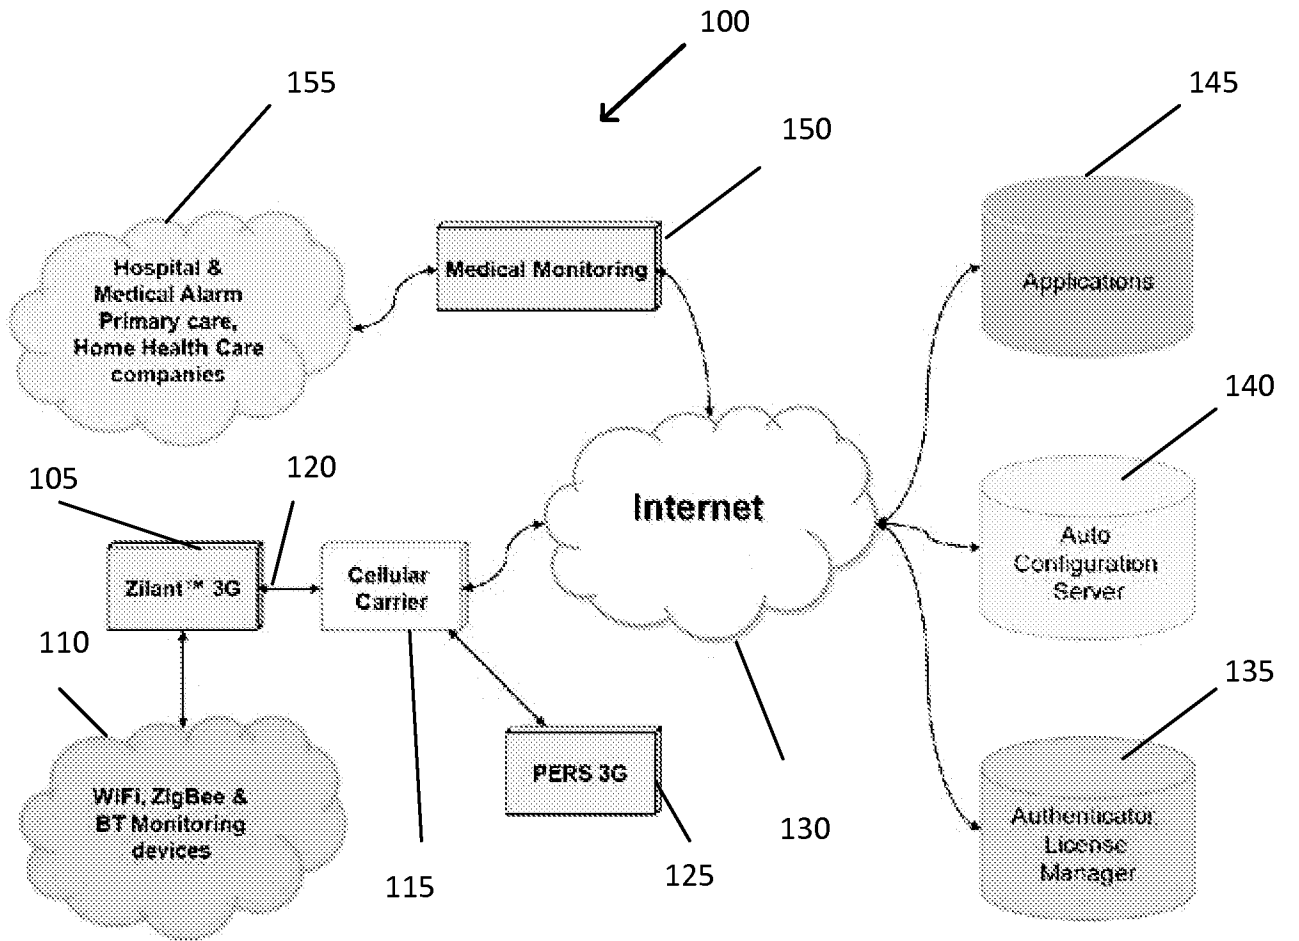 100
155
145
150
Hospital &
Medical Alarm
Primary care,
Home Health Care
companies
Medical Monitoring
Applications
140
105
120
Internet
Auto
Configuration
Server
Zilant™ 3G
Cellular
Carrier
110
135
PERS 3G
WiFi, ZigBee &
BT Monitoring
devices
130
Authenticator,
License
Manager
115
125